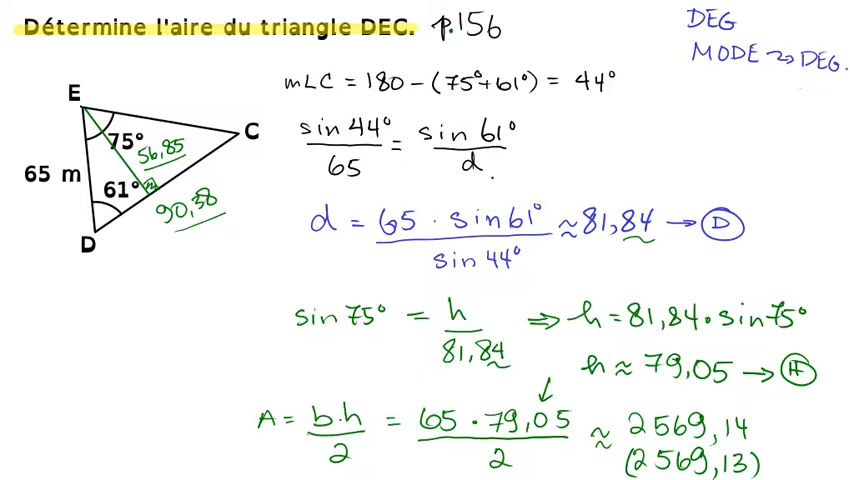 Détermine l'aire du triangle DEC. p.156
DEG
MODE → DEG.
E
75°
C
56,85
65 m
61°
90,38
D
m∠C = 180 - (75° + 61°) = 44°
sin 44° / 65 = sin 61° / d
d = 65 · sin 61° / sin 44° ≈ 81,84 → D
sin 75° = h / 81,84 ⇒ h = 81,84 · sin 75°
h ≈ 79,05 → H
A = b.h / 2 = 65 · 79,05 / 2 ≈ 2569,14
(2569,13)